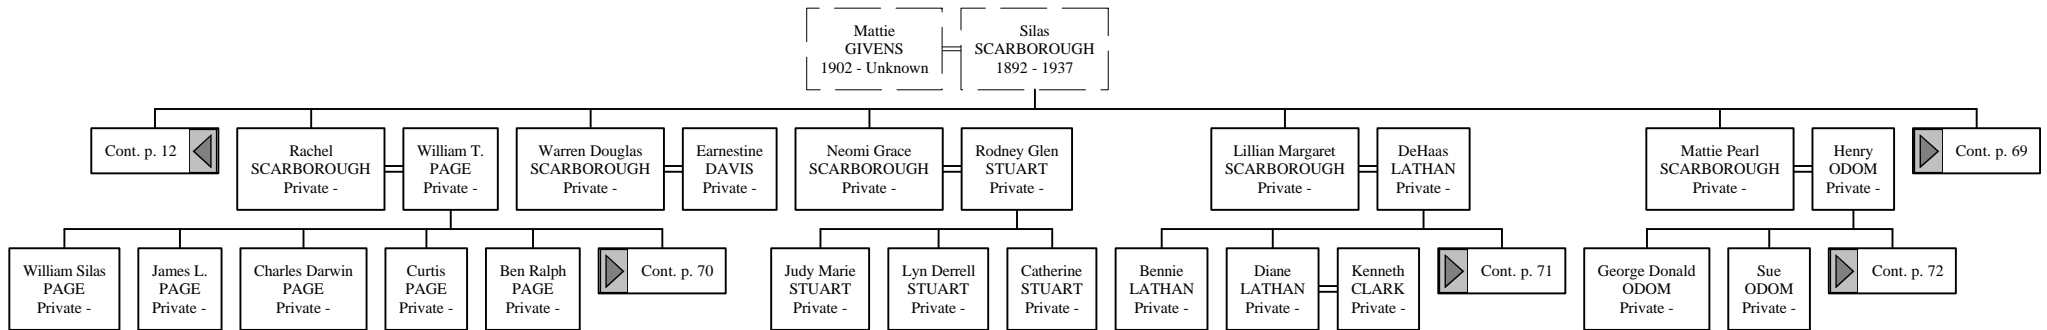 Mattie
GIVENS
1902 - Unknown
Silas
SCARBOROUGH
1892 - 1937
Cont. p. 12
Rachel
SCARBOROUGH
Private -
William T.
PAGE
Private -
Warren Douglas
SCARBOROUGH
Private -
Earnestine
DAVIS
Private -
Neomi Grace
SCARBOROUGH
Private -
Rodney Glen
STUART
Private -
Lillian Margaret
SCARBOROUGH
Private -
DeHaas
LATHAN
Private -
Mattie Pearl
SCARBOROUGH
Private -
Henry
ODOM
Private -
Cont. p. 69
William Silas
PAGE
Private -
James L.
PAGE
Private -
Charles Darwin
PAGE
Private -
Curtis
PAGE
Private -
Ben Ralph
PAGE
Private -
Cont. p. 70
Judy Marie
STUART
Private -
Lyn Derrell
STUART
Private -
Catherine
STUART
Private -
Bennie
LATHAN
Private -
Diane
LATHAN
Private -
Kenneth
CLARK
Private -
Cont. p. 71
George Donald
ODOM
Private -
Sue
ODOM
Private -
Cont. p. 72